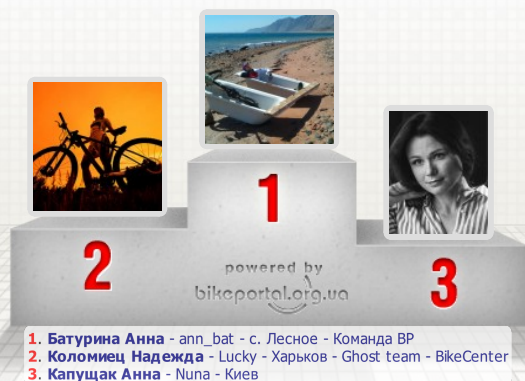 1
2
3
powered by
bikeportal.org.ua
1. Батурина Анна - ann_bat - с. Лесное - Команда ВР
2. Коломиец Надежда - Lucky - Харьков - Ghost team - BikeCenter
3. Капущак Анна - Nuna - Киев